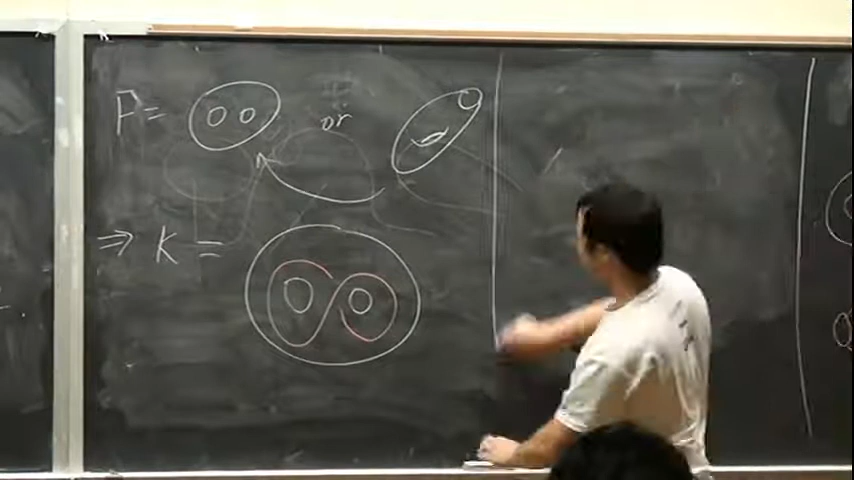 P = or
⇒ K =